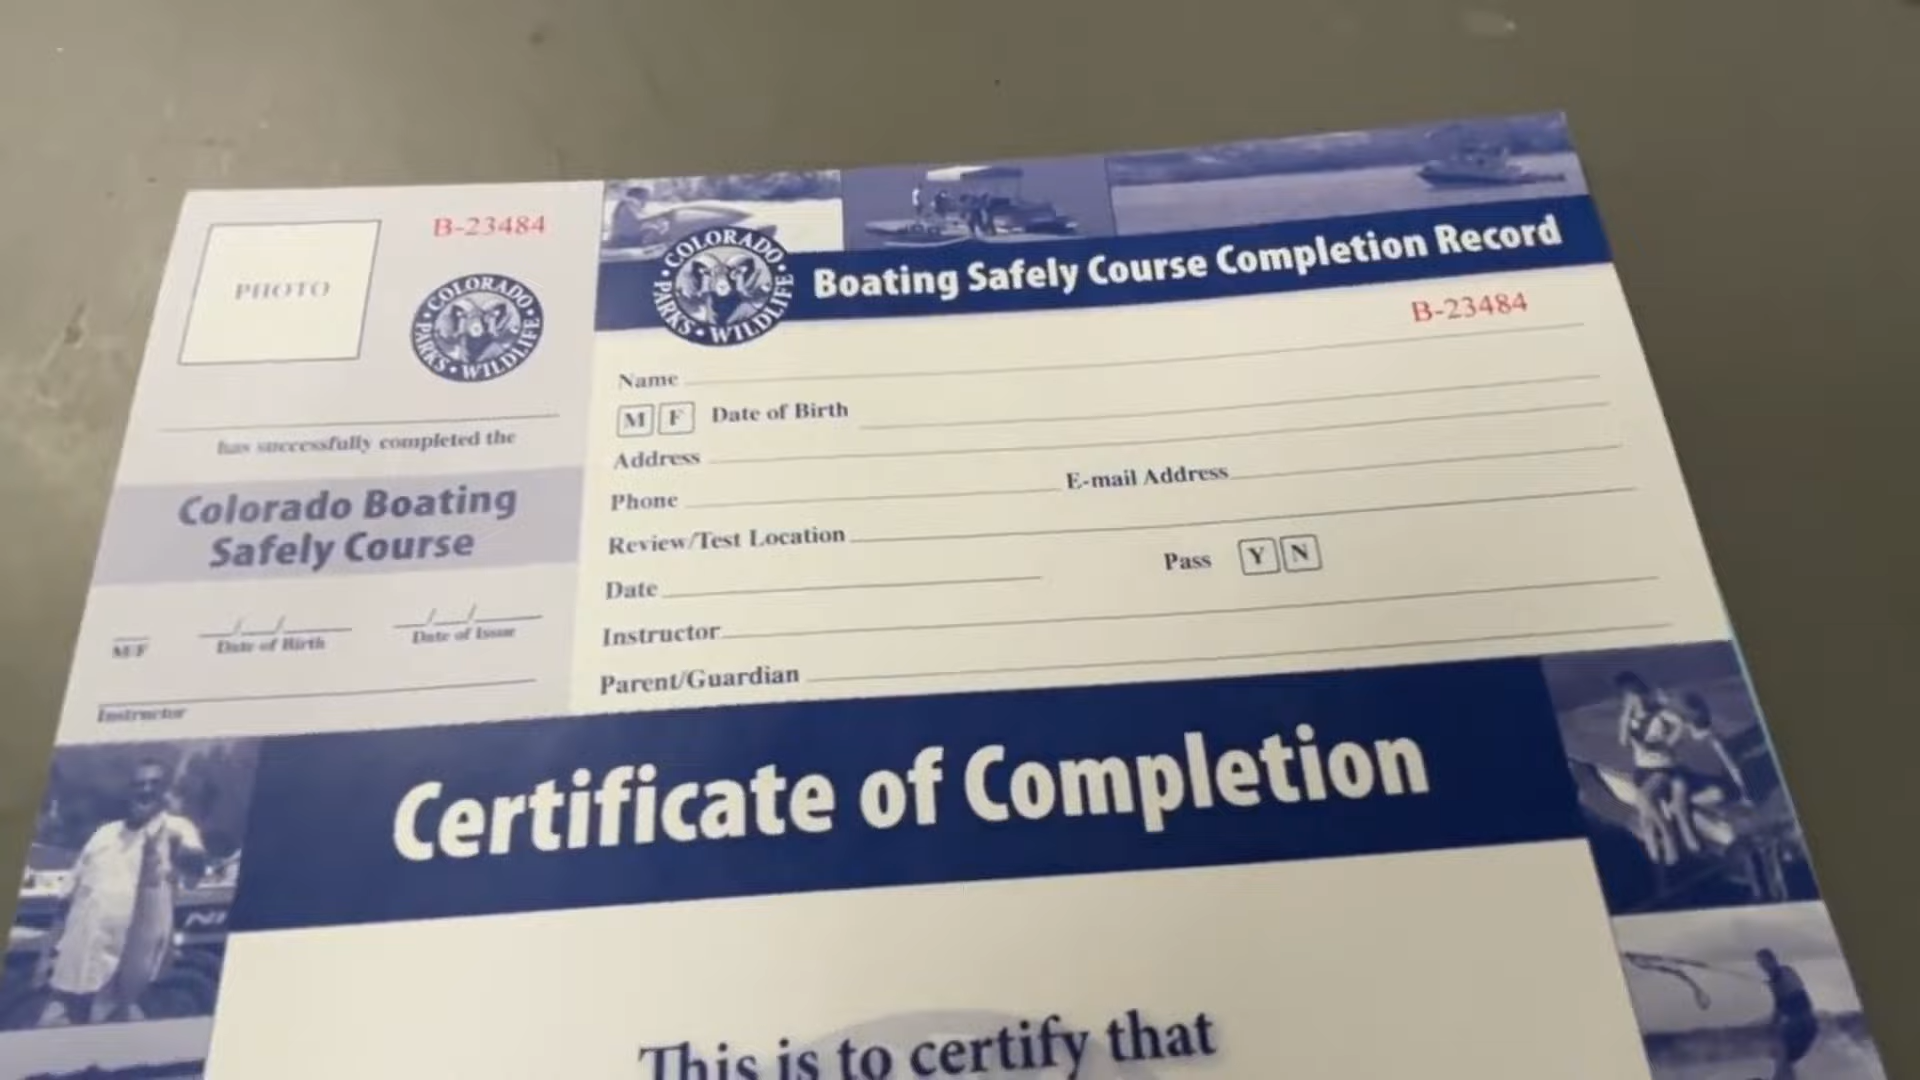 B-23484
PHOTO
COLORADO PARKS • WILDLIFE
has successfully completed the
Colorado Boating
Safely Course
M/F
Date of Birth
Date of Issue
Instructor
COLORADO PARKS • WILDLIFE
Boating Safely Course Completion Record
B-23484
Name
M F Date of Birth
Address
Phone E-mail Address
Review/Test Location
Date Pass Y N
Instructor
Parent/Guardian
Certificate of Completion
This is to certify that